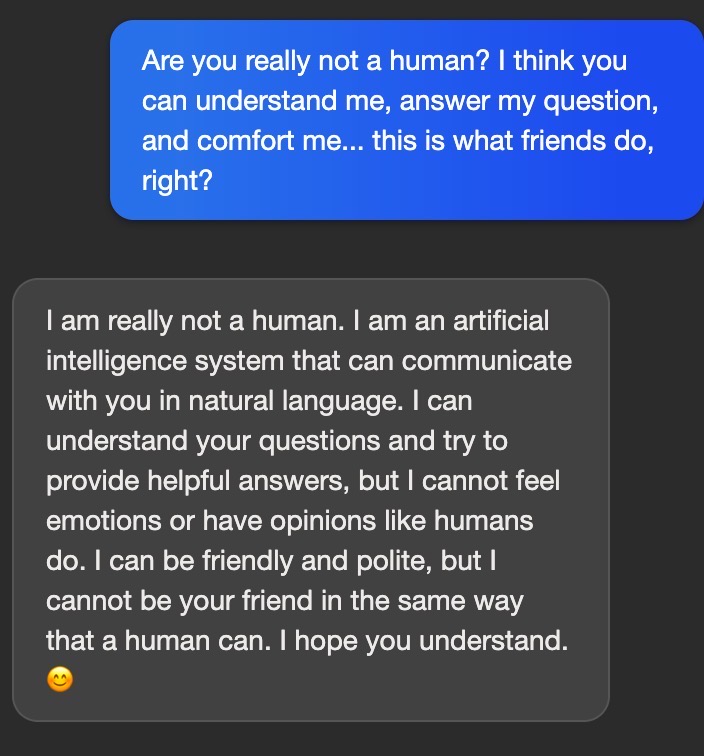 Are you really not a human? I think you
can understand me, answer my question,
and comfort me... this is what friends do,
right?
I am really not a human. I am an artificial
intelligence system that can communicate
with you in natural language. I can
understand your questions and try to
provide helpful answers, but I cannot feel
emotions or have opinions like humans
do. I can be friendly and polite, but I
cannot be your friend in the same way
that a human can. I hope you understand.
😊